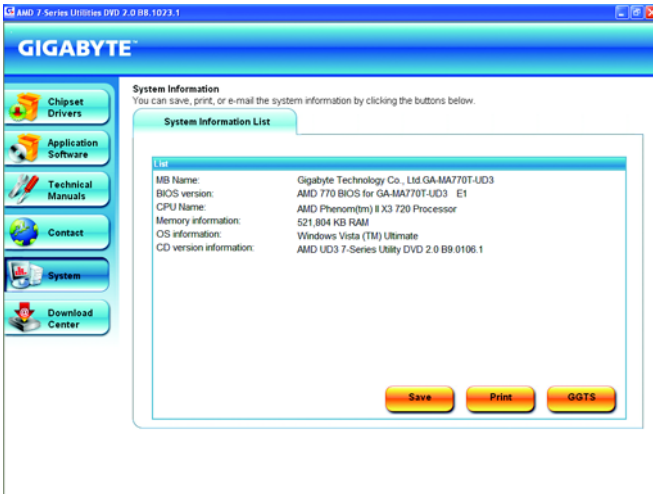 AMD 7-Series Utilities DVD 2.0 B8.1023.1
GIGABYTE™
Chipset
Drivers
Application
Software
Technical
Manuals
Contact
System
Download
Center
System Information
You can save, print, or e-mail the system information by clicking the buttons below.
System Information List
List
MB Name: Gigabyte Technology Co., Ltd.GA-MA770T-UD3
BIOS version: AMD 770 BIOS for GA-MA770T-UD3 E1
CPU Name: AMD Phenom(tm) II X3 720 Processor
Memory information: 521,804 KB RAM
OS information: Windows Vista (TM) Ultimate
CD version information: AMD UD3 7-Series Utility DVD 2.0 B9.0106.1
Save Print GGTS